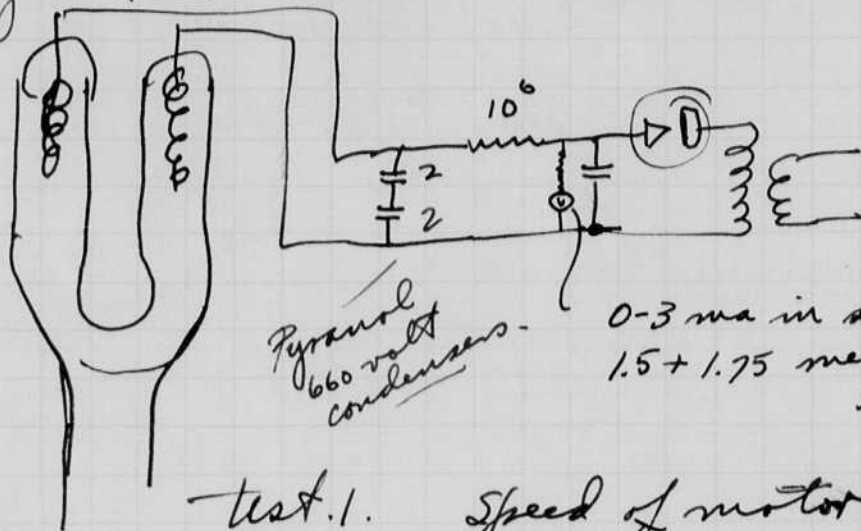 10⁶
2
2
Pyranol
660 volt
condensers.
0-3 ma in
1.5 + 1.75
test. 1. Speed of motor